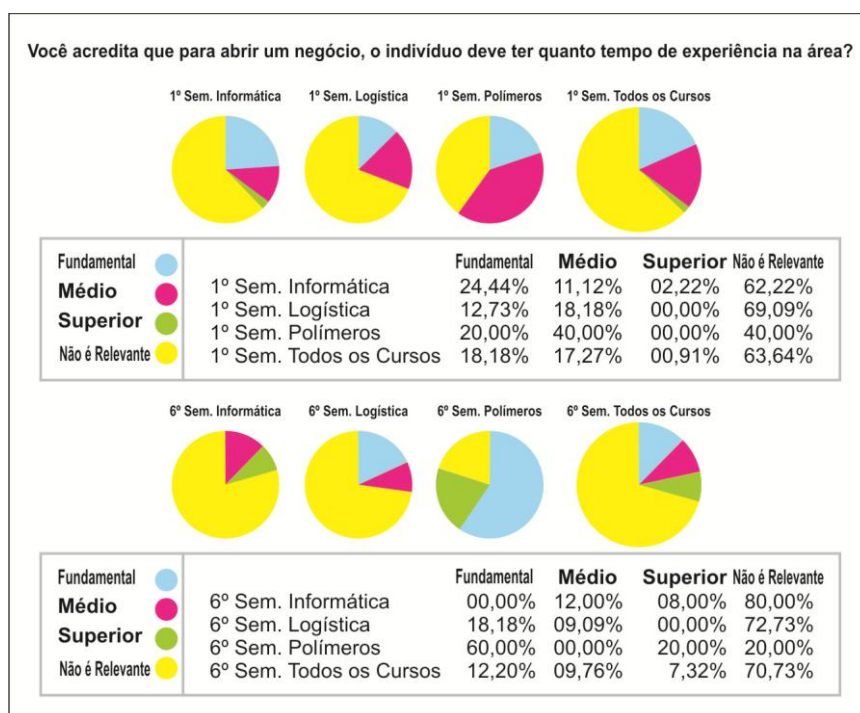 Você acredita que para abrir um negócio, o indivíduo deve ter quanto tempo de experiência na área?
1º Sem. Informática 1º Sem. Logística 1º Sem. Polímeros 1º Sem. Todos os Cursos
Fundamental Médio Superior Não é Relevante
Fundamental
Médio
Superior
Não é Relevante
1º Sem. Informática 24,44% 11,12% 02,22% 62,22%
1º Sem. Logística 12,73% 18,18% 00,00% 69,09%
1º Sem. Polímeros 20,00% 40,00% 00,00% 40,00%
1º Sem. Todos os Cursos 18,18% 17,27% 00,91% 63,64%
6º Sem. Informática 6º Sem. Logística 6º Sem. Polímeros 6º Sem. Todos os Cursos
Fundamental Médio Superior Não é Relevante
Fundamental
Médio
Superior
Não é Relevante
6º Sem. Informática 00,00% 12,00% 08,00% 80,00%
6º Sem. Logística 18,18% 09,09% 00,00% 72,73%
6º Sem. Polímeros 60,00% 00,00% 20,00% 20,00%
6º Sem. Todos os Cursos 12,20% 09,76% 7,32% 70,73%